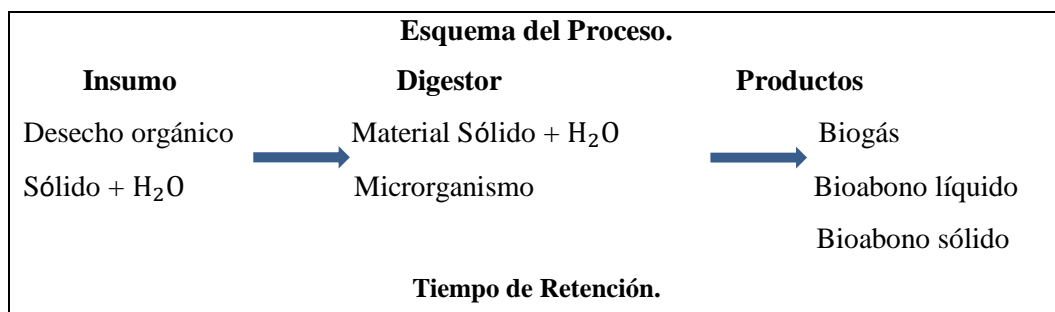 Esquema del Proceso.
Insumo Digestor Productos
Desecho orgánico Material Sólido + H₂O Biogás
Sólido + H₂O Microrganismo Bioabono líquido
Bioabono sólido
Tiempo de Retención.